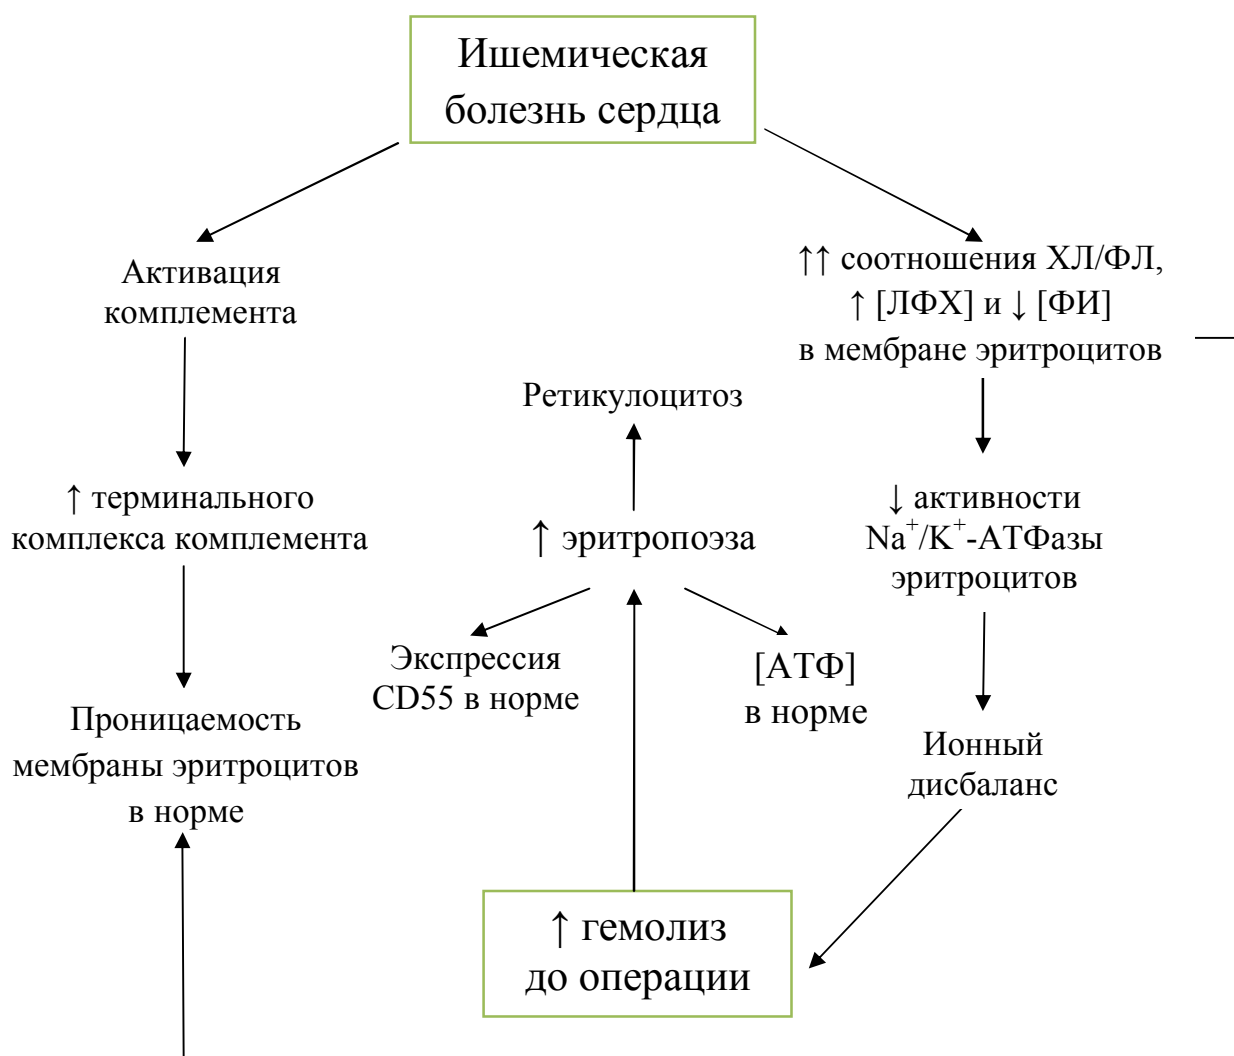 Ишемическая
болезнь сердца
Активация
комплемента
↑↑ соотношения ХЛ/ФЛ,
↑ [ЛФХ] и ↓ [ФИ]
в мембране эритроцитов
Ретикулоцитоз
↑ терминального
комплекса комплемента
↑ эритропоэза
↓ активности
Na⁺/K⁺-АТФазы
эритроцитов
Экспрессия
CD55 в норме
[АТФ]
в норме
Проницаемость
мембраны эритроцитов
в норме
Ионный
дисбаланс
↑ гемолиз
до операции